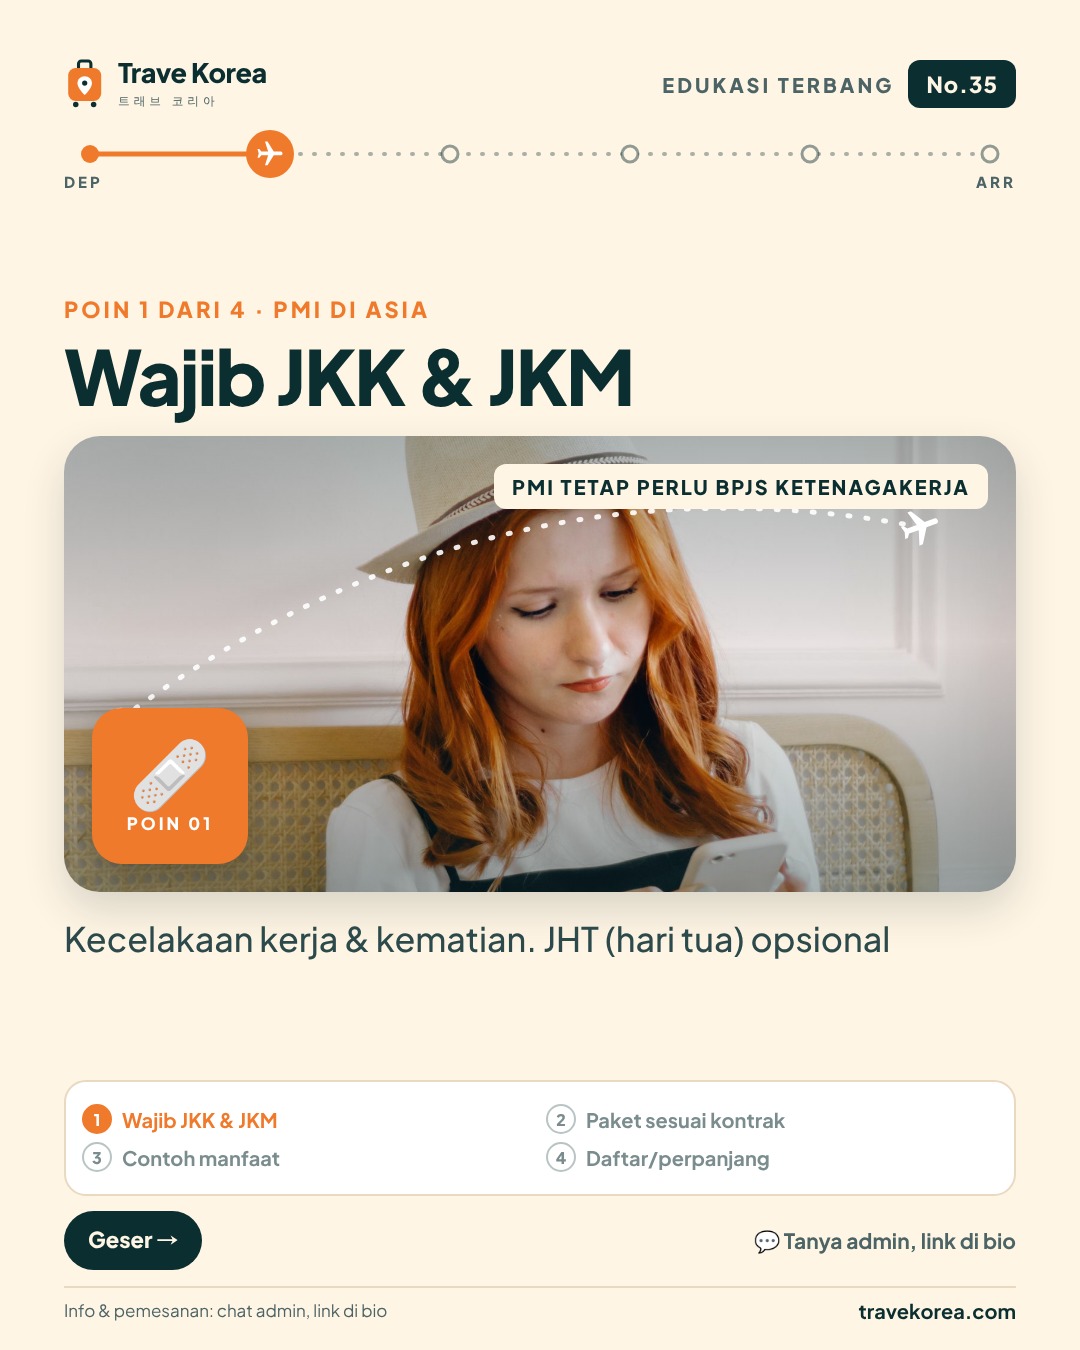 Trave Korea
트래브 코리아
EDUKASI TERBANG
No.35
DEP
ARR
POIN 1 DARI 4 · PMI DI ASIA
Wajib JKK & JKM
PMI TETAP PERLU BPJS KETENAGAKERJA
POIN 01
Kecelakaan kerja & kematian. JHT (hari tua) opsional
1 Wajib JKK & JKM
2 Paket sesuai kontrak
3 Contoh manfaat
4 Daftar/perpanjang
Geser →
💬 Tanya admin, link di bio
Info & pemesanan: chat admin, link di bio
travekorea.com